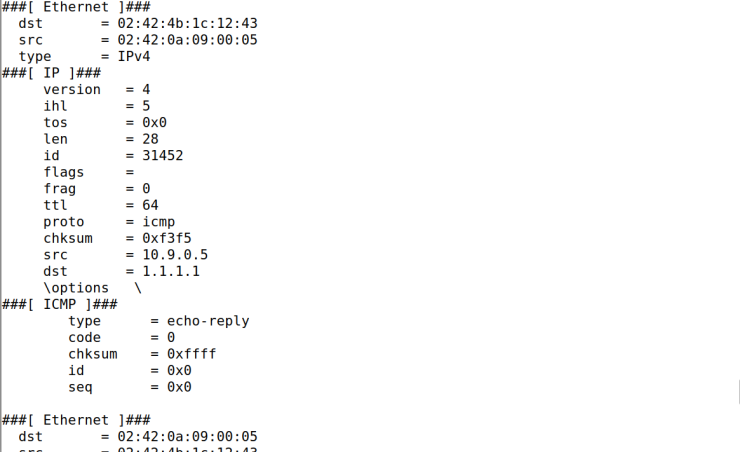 ###[ Ethernet ]###
  dst       = 02:42:4b:1c:12:43
  src       = 02:42:0a:09:00:05
  type      = IPv4
###[ IP ]###
     version   = 4
     ihl       = 5
     tos       = 0x0
     len       = 28
     id        = 31452
     flags     =
     frag      = 0
     ttl       = 64
     proto     = icmp
     chksum    = 0xf3f5
     src       = 10.9.0.5
     dst       = 1.1.1.1
     \options   \
###[ ICMP ]###
        type      = echo-reply
        code      = 0
        chksum    = 0xffff
        id        = 0x0
        seq       = 0x0

###[ Ethernet ]###
  dst       = 02:42:0a:09:00:05
  src       = 02:42:4b:1c:12:43